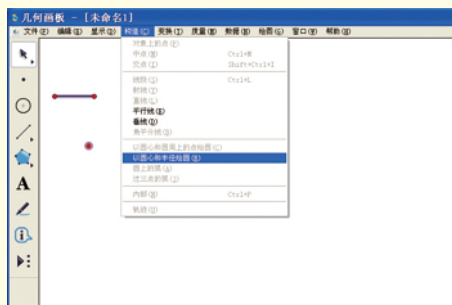 几何画板 - [未命名1]
文件(F) 编辑(E) 显示(D) 构造(C) 变换(T) 度量(M) 数据(N) 绘图(G) 窗口(W) 帮助(H)
对象上的点(P)
中点(M) Ctrl+M
交点(I) Shift+Ctrl+I
线段(S) Ctrl+L
射线(Y)
直线(L)
平行线(E)
垂线(D)
角平分线(B)
以圆心和圆周上的点绘圆(C)
以圆心和半径绘圆(R)
圆上的弧(A)
过三点的弧(3)
内部(N) Ctrl+P
轨迹(U)
A